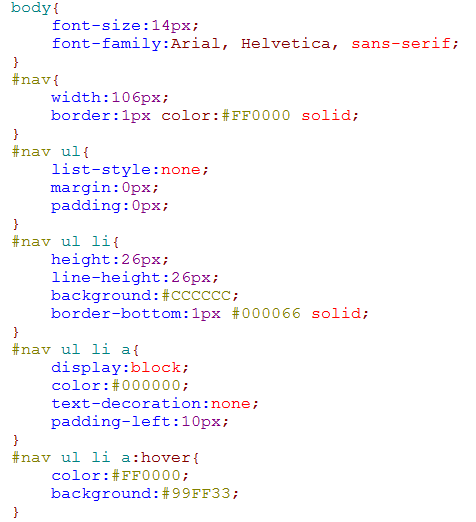 body{
    font-size:14px;
    font-family:Arial, Helvetica, sans-serif;
}
#nav{
    width:106px;
    border:1px color:#FF0000 solid;
}
#nav ul{
    list-style:none;
    margin:0px;
    padding:0px;
}
#nav ul li{
    height:26px;
    line-height:26px;
    background:#CCCCCC;
    border-bottom:1px #000066 solid;
}
#nav ul li a{
    display:block;
    color:#000000;
    text-decoration:none;
    padding-left:10px;
}
#nav ul li a:hover{
    color:#FF0000;
    background:#99FF33;
}